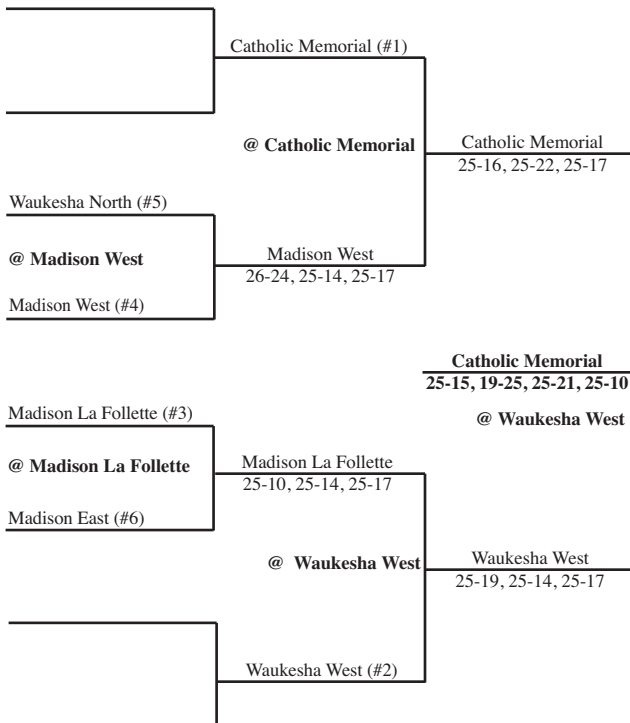 Catholic Memorial (#1)
@ Catholic Memorial
Catholic Memorial
25-16, 25-22, 25-17
Waukesha North (#5)
@ Madison West
Madison West
26-24, 25-14, 25-17
Madison West (#4)
Catholic Memorial
25-15, 19-25, 25-21, 25-10
@ Waukesha West
Madison La Follette (#3)
@ Madison La Follette
Madison La Follette
25-10, 25-14, 25-17
Madison East (#6)
@ Waukesha West
Waukesha West
25-19, 25-14, 25-17
Waukesha West (#2)